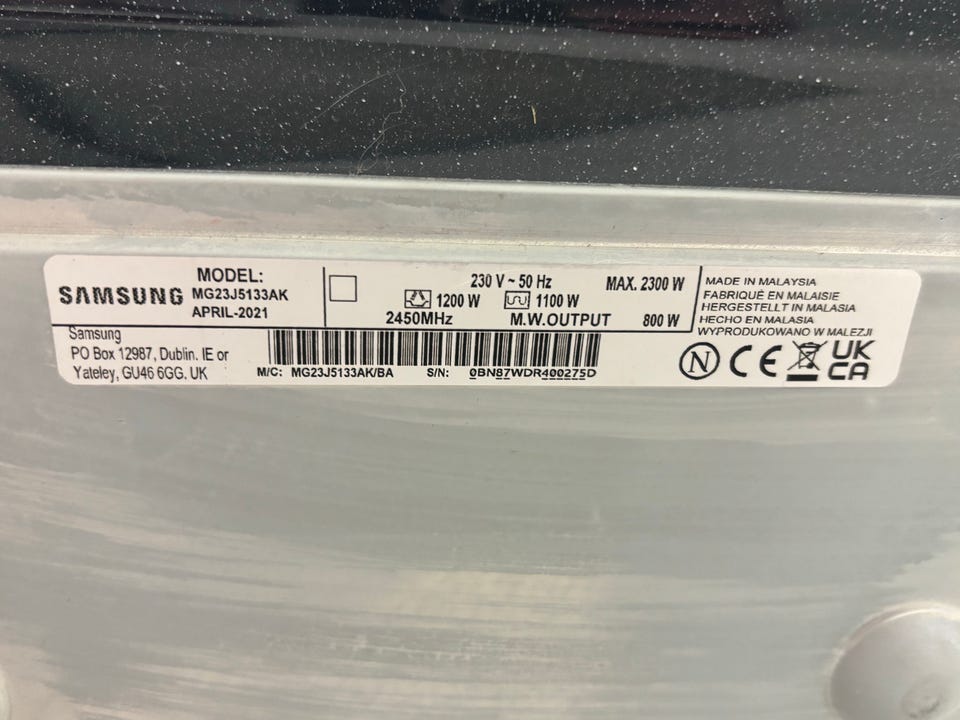 SAMSUNG
MODEL:
MG23J5133AK
APRIL-2021
230 V ~ 50 Hz
MAX. 2300 W
1200 W
1100 W
2450MHz
M.W.OUTPUT
800 W
MADE IN MALAYSIA
FABRIQUÉ EN MALAISIE
HERGESTELLT IN MALASIA
HECHO EN MALASIA
WYPRODUKOWANO W MALEZJI
Samsung
PO Box 12987, Dublin. IE or
Yateley, GU46 6GG. UK
M/C: MG23J5133AK/BA
S/N: 0BN87WDR400275D
N
CE
UK
CA